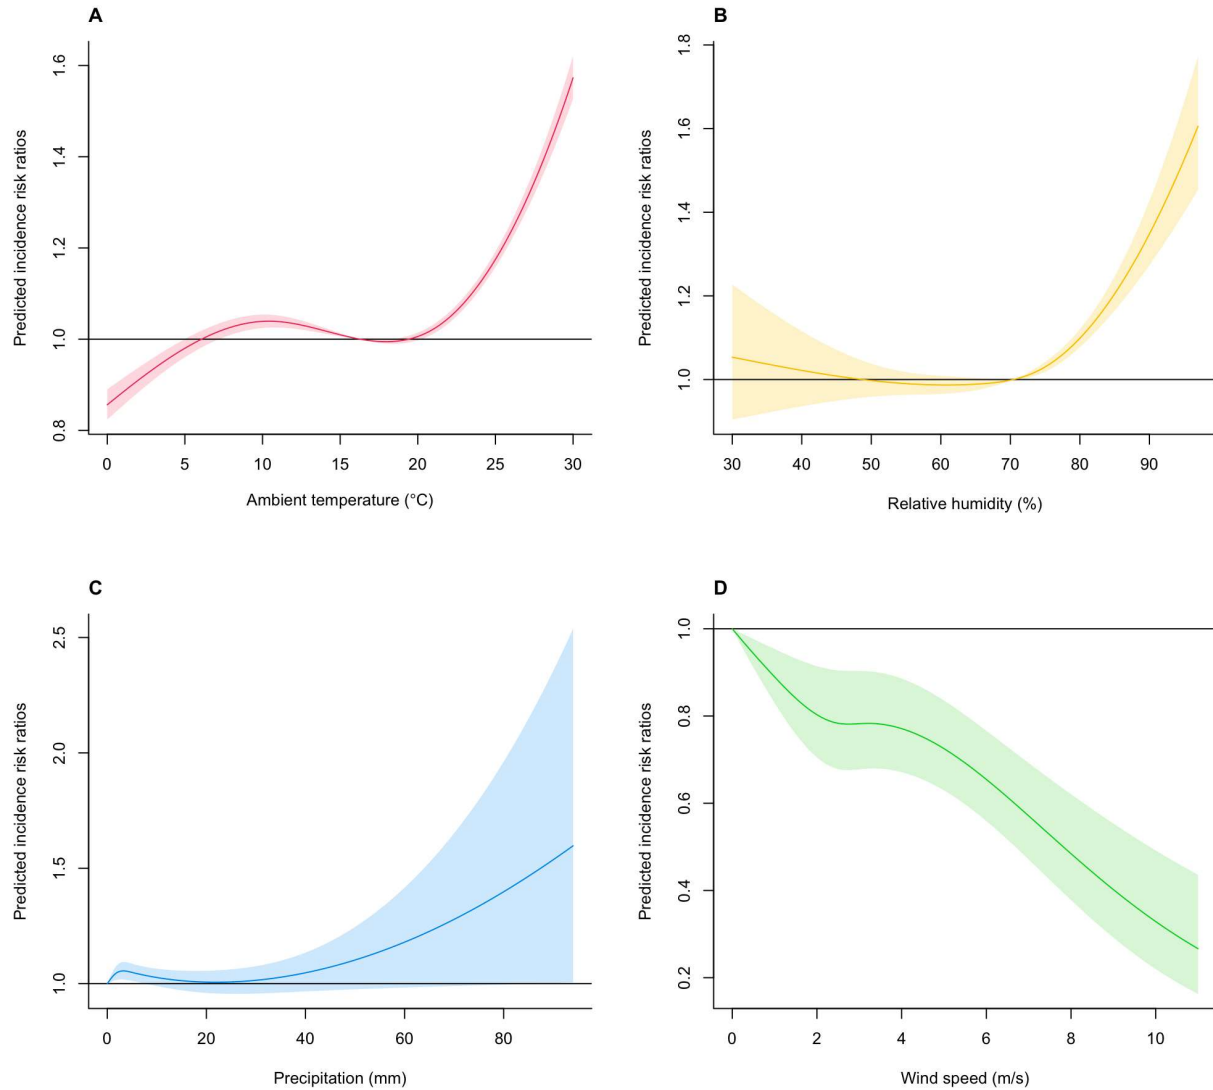 A
Predicted incidence risk ratios
1.6
1.4
1.2
1.0
0.8
0 5 10 15 20 25 30
Ambient temperature (°C)
B
Predicted incidence risk ratios
1.8
1.6
1.4
1.2
1.0
30 40 50 60 70 80 90
Relative humidity (%)
C
Predicted incidence risk ratios
2.5
2.0
1.5
1.0
0 20 40 60 80
Precipitation (mm)
D
Predicted incidence risk ratios
1.0
0.8
0.6
0.4
0.2
0 2 4 6 8 10
Wind speed (m/s)